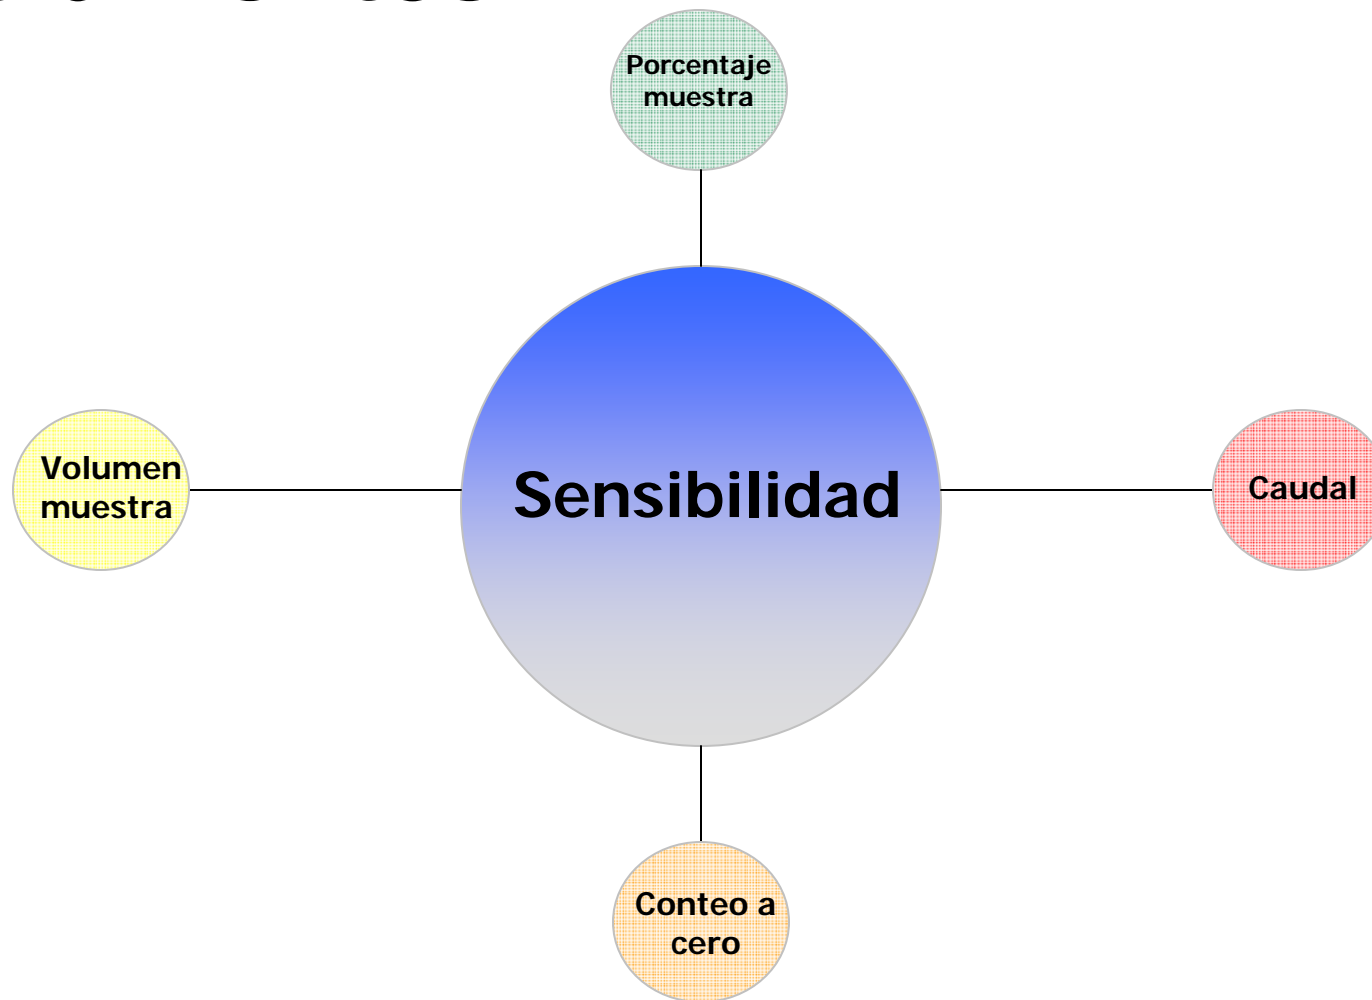 Porcentaje
muestra
Volumen
muestra
Sensibilidad
Caudal
Conteo a
cero